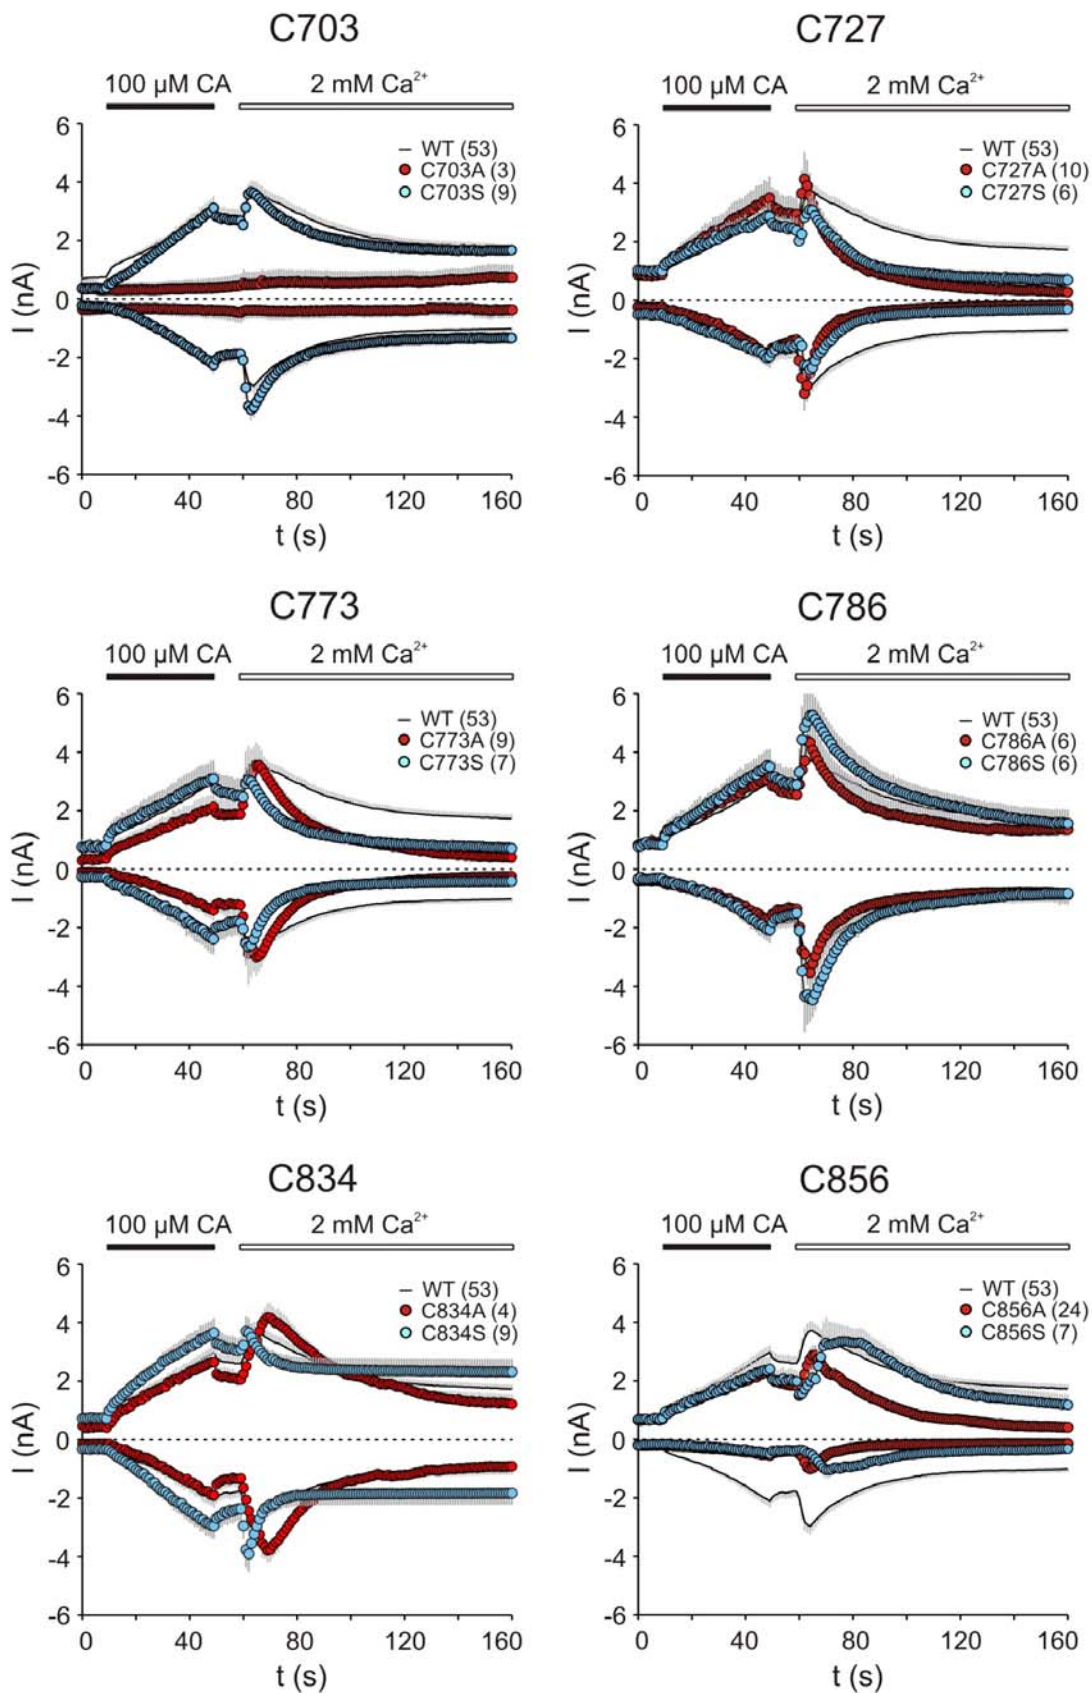 C703
100 µM CA
2 mM Ca²⁺
WT (53)
C703A (3)
C703S (9)
6
4
2
0
-2
-4
-6
I (nA)
0
40
80
120
160
t (s)
C727
100 µM CA
2 mM Ca²⁺
WT (53)
C727A (10)
C727S (6)
6
4
2
0
-2
-4
-6
I (nA)
0
40
80
120
160
t (s)
C773
100 µM CA
2 mM Ca²⁺
WT (53)
C773A (9)
C773S (7)
6
4
2
0
-2
-4
-6
I (nA)
0
40
80
120
160
t (s)
C786
100 µM CA
2 mM Ca²⁺
WT (53)
C786A (6)
C786S (6)
6
4
2
0
-2
-4
-6
I (nA)
0
40
80
120
160
t (s)
C834
100 µM CA
2 mM Ca²⁺
WT (53)
C834A (4)
C834S (9)
6
4
2
0
-2
-4
-6
I (nA)
0
40
80
120
160
t (s)
C856
100 µM CA
2 mM Ca²⁺
WT (53)
C856A (24)
C856S (7)
6
4
2
0
-2
-4
-6
I (nA)
0
40
80
120
160
t (s)